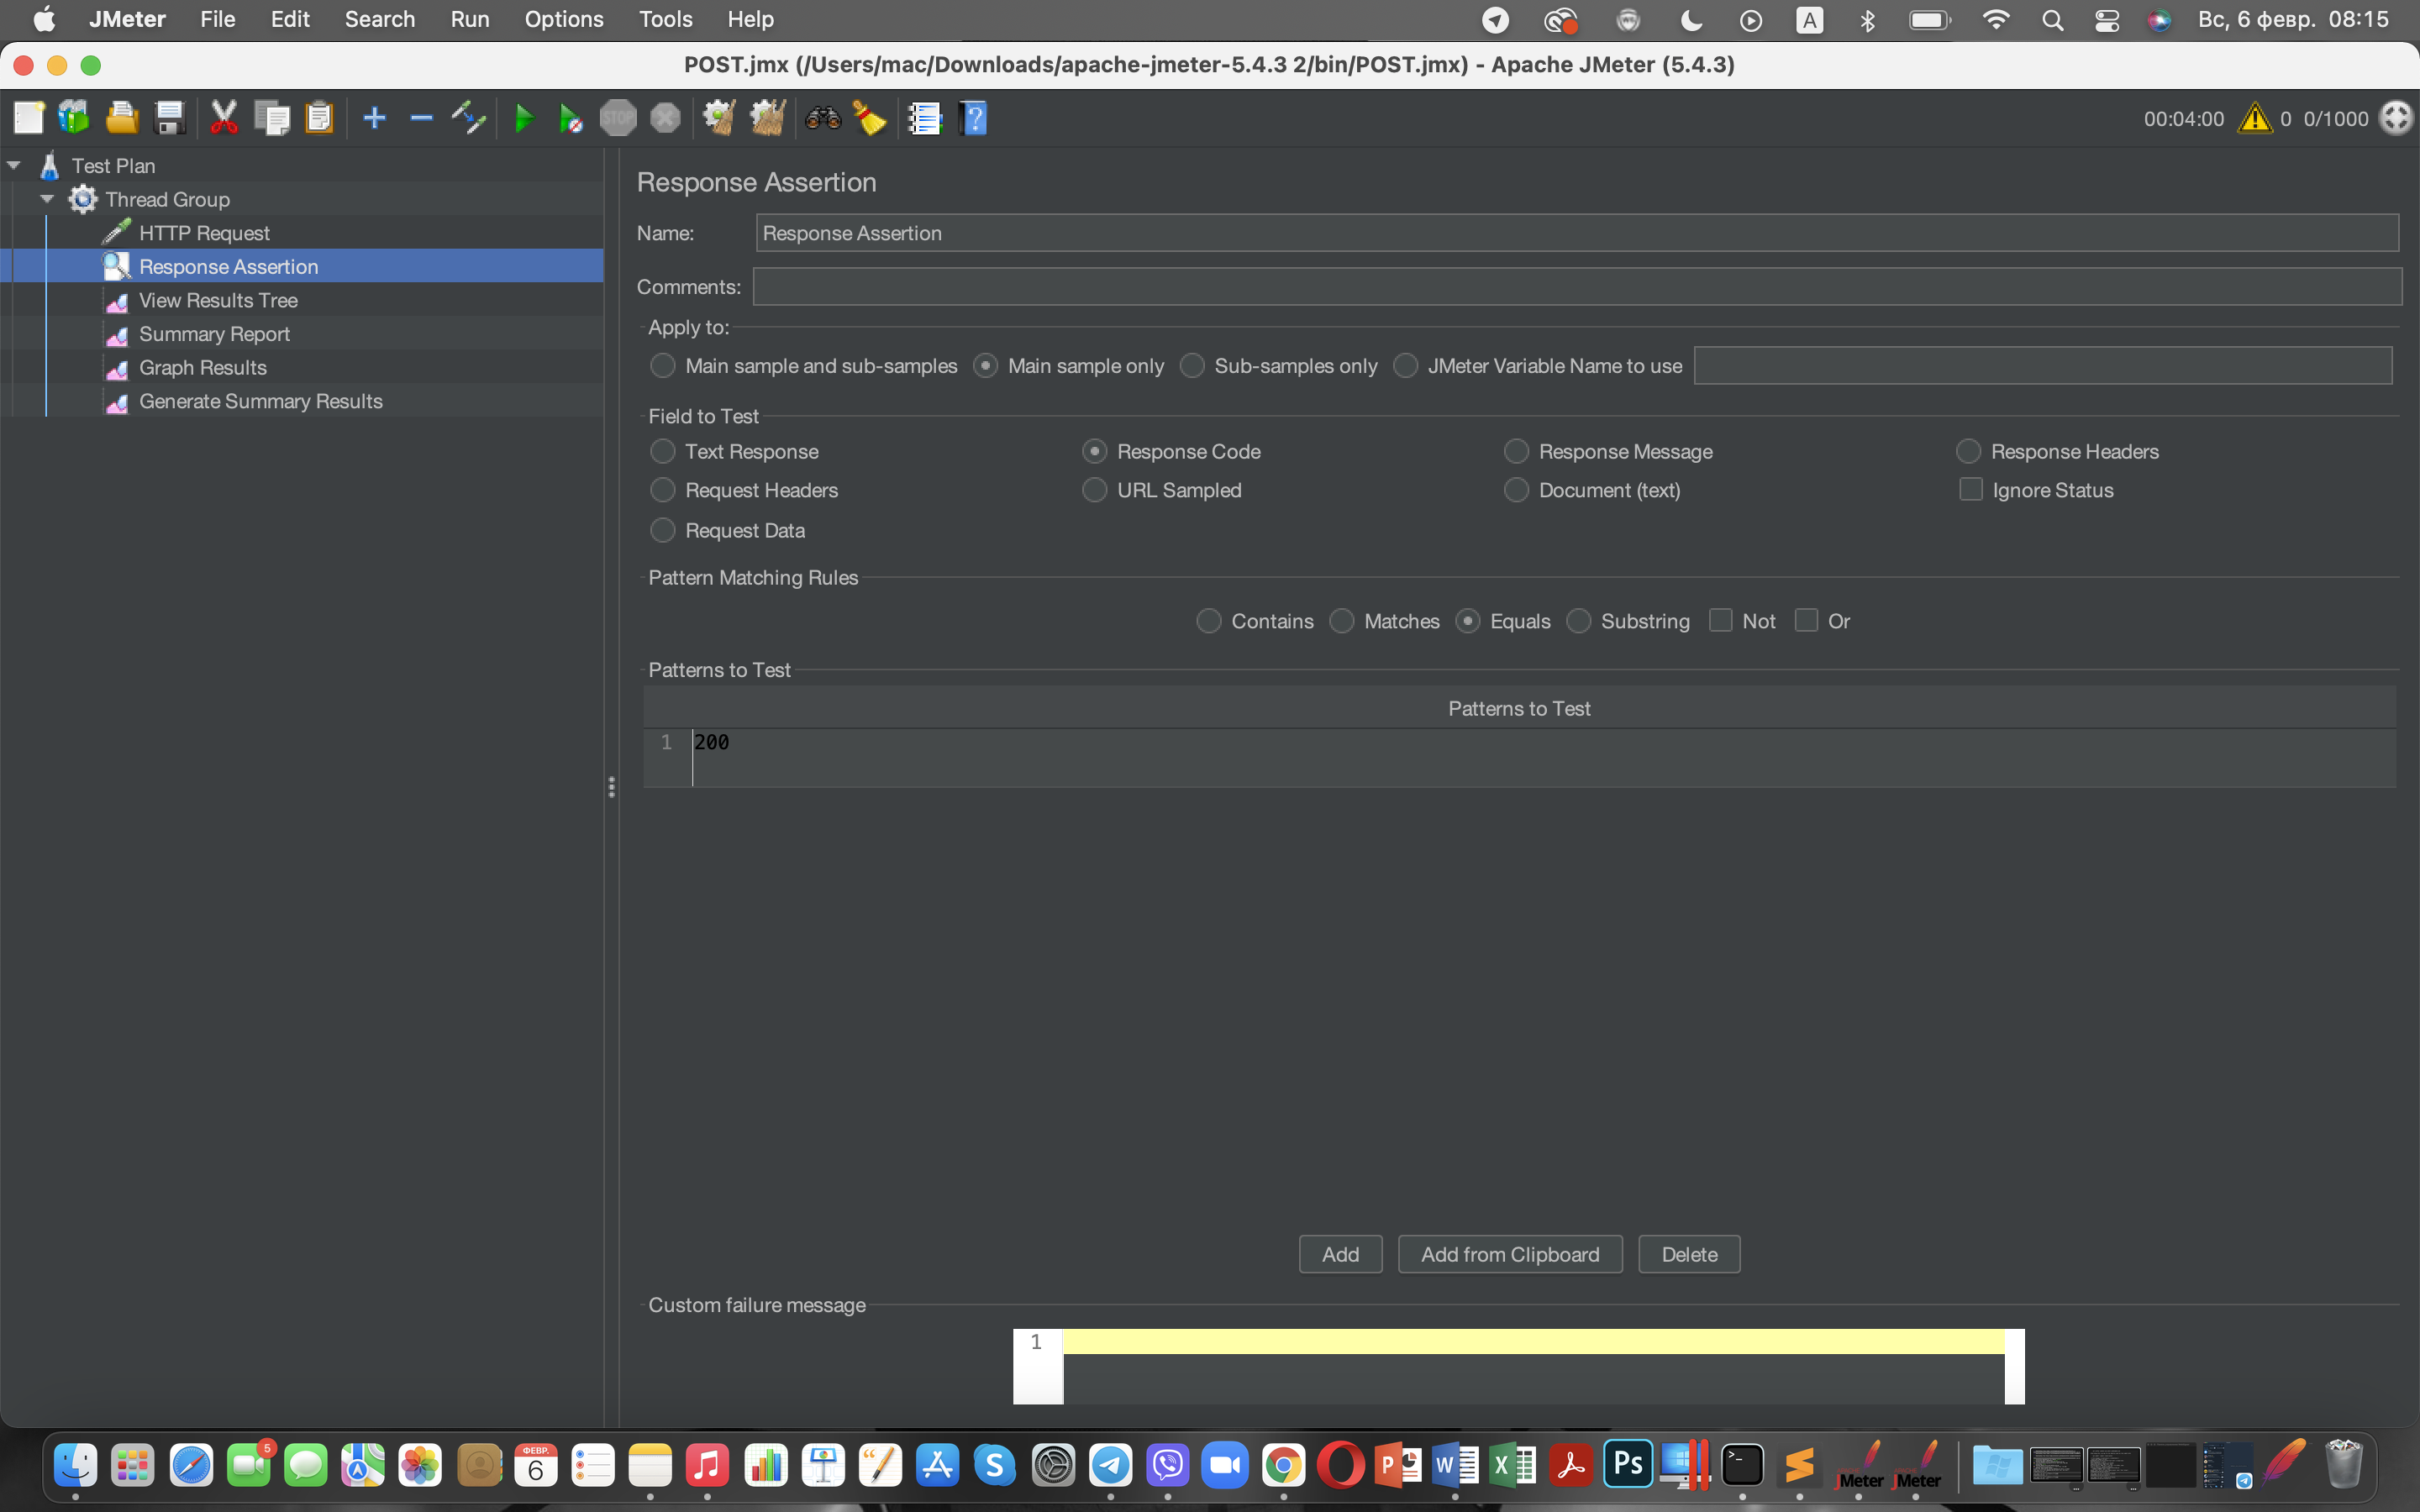 JMeter File Edit Search Run Options Tools Help A Вс, 6 февр. 08:15
POST.jmx (/Users/mac/Downloads/apache-jmeter-5.4.3 2/bin/POST.jmx) - Apache JMeter (5.4.3)
STOP ? 00:04:00 0 0/1000
Test Plan
Thread Group
HTTP Request
Response Assertion
View Results Tree
Summary Report
Graph Results
Generate Summary Results
Response Assertion
Name: Response Assertion
Comments:
Apply to:
Main sample and sub-samples Main sample only Sub-samples only JMeter Variable Name to use
Field to Test
Text Response Response Code Response Message Response Headers
Request Headers URL Sampled Document (text) Ignore Status
Request Data
Pattern Matching Rules
Contains Matches Equals Substring Not Or
Patterns to Test
Patterns to Test
1 200
Add Add from Clipboard Delete
Custom failure message
1
5 ФЕВР. 6 S P W X Ps >_ JMeter JMeter